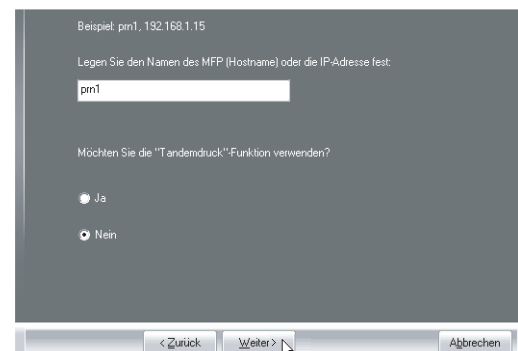 Beispiel: prn1, 192.168.1.15
Legen Sie den Namen des MFP (Hostname) oder die IP-Adresse fest:
prn1
Möchten Sie die "Tandemdruck"-Funktion verwenden?
Ja
Nein
< Zurück Weiter > Abbrechen